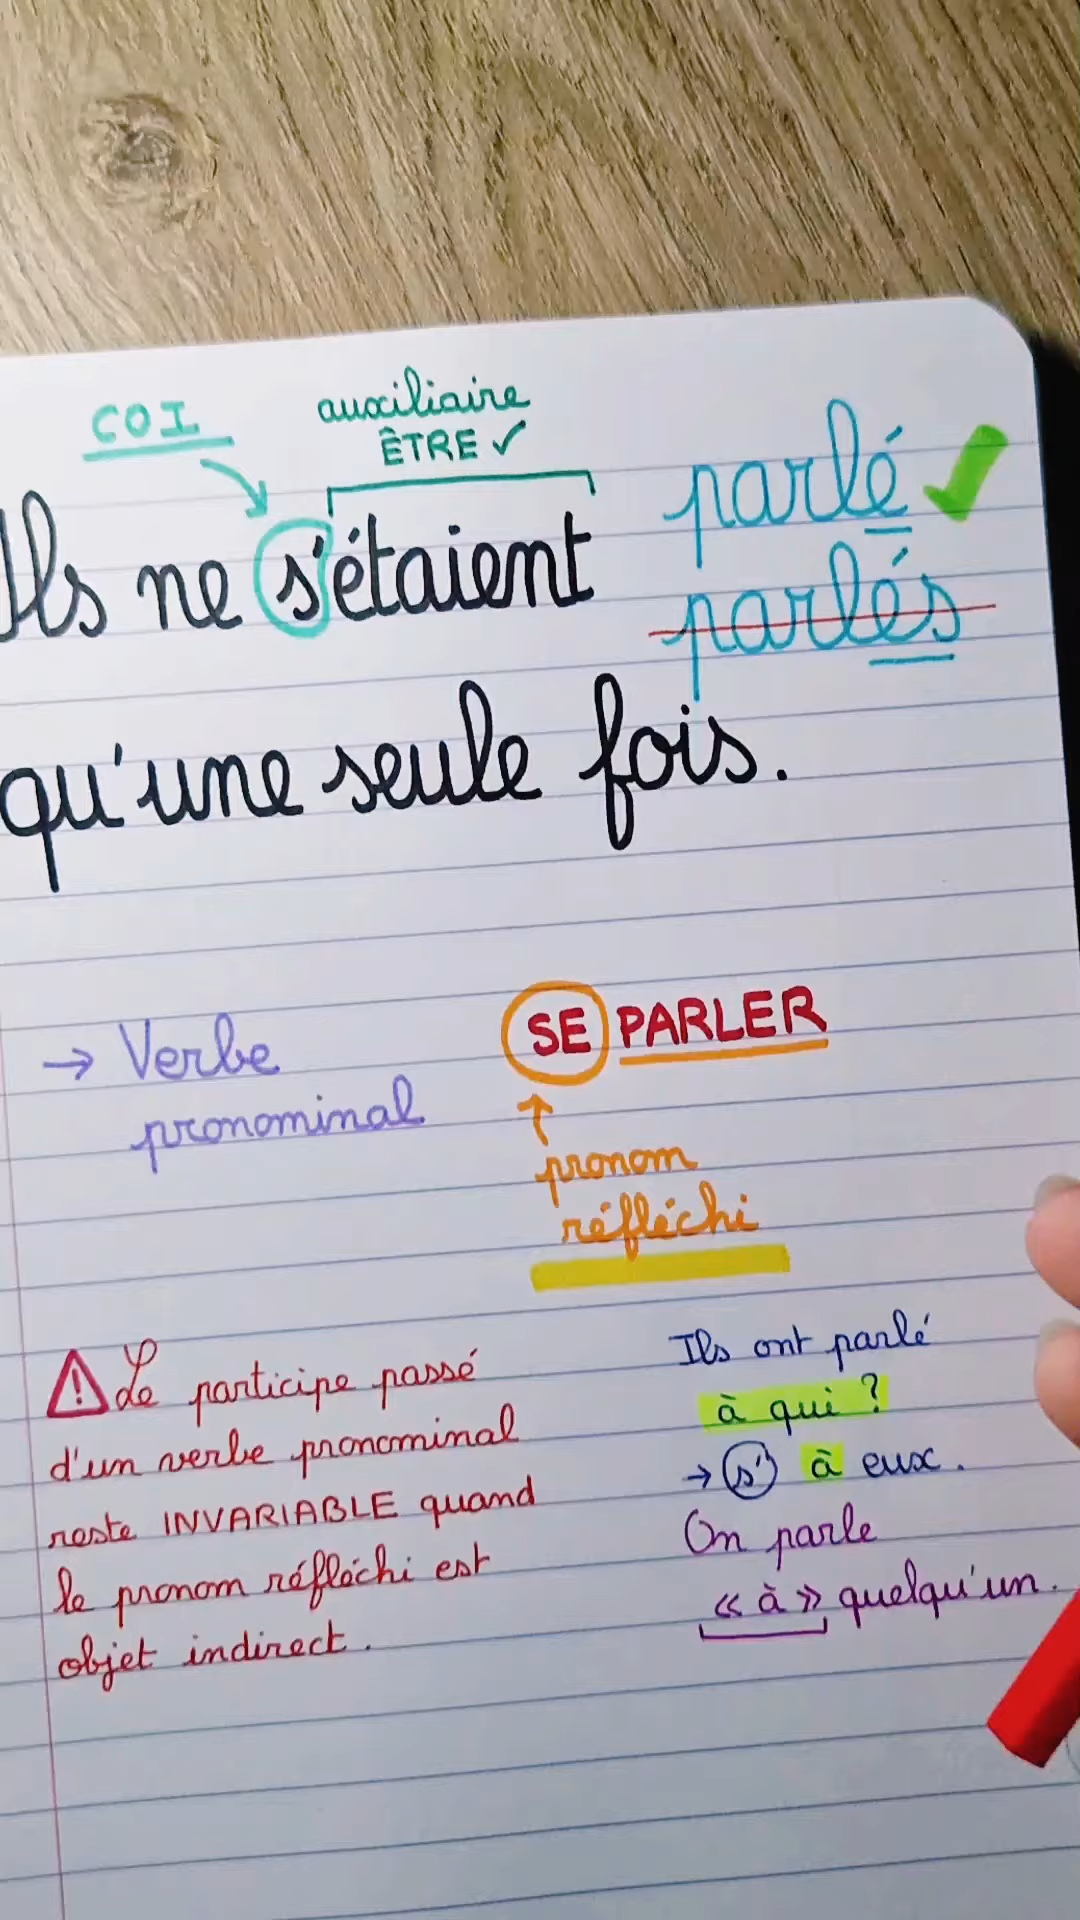 COI
auxiliaire
ÊTRE ✓
Ils ne s'étaient
parlé ✓
parlés
qu'une seule fois.
→ Verbe
pronominal
SE PARLER
↑
pronom
réfléchi
⚠ Le participe passé
d'un verbe pronominal
reste INVARIABLE quand
le pronom réfléchi est
objet indirect.
Ils ont parlé
à qui ?
→ s' à eux.
On parle
« à » quelqu'un.